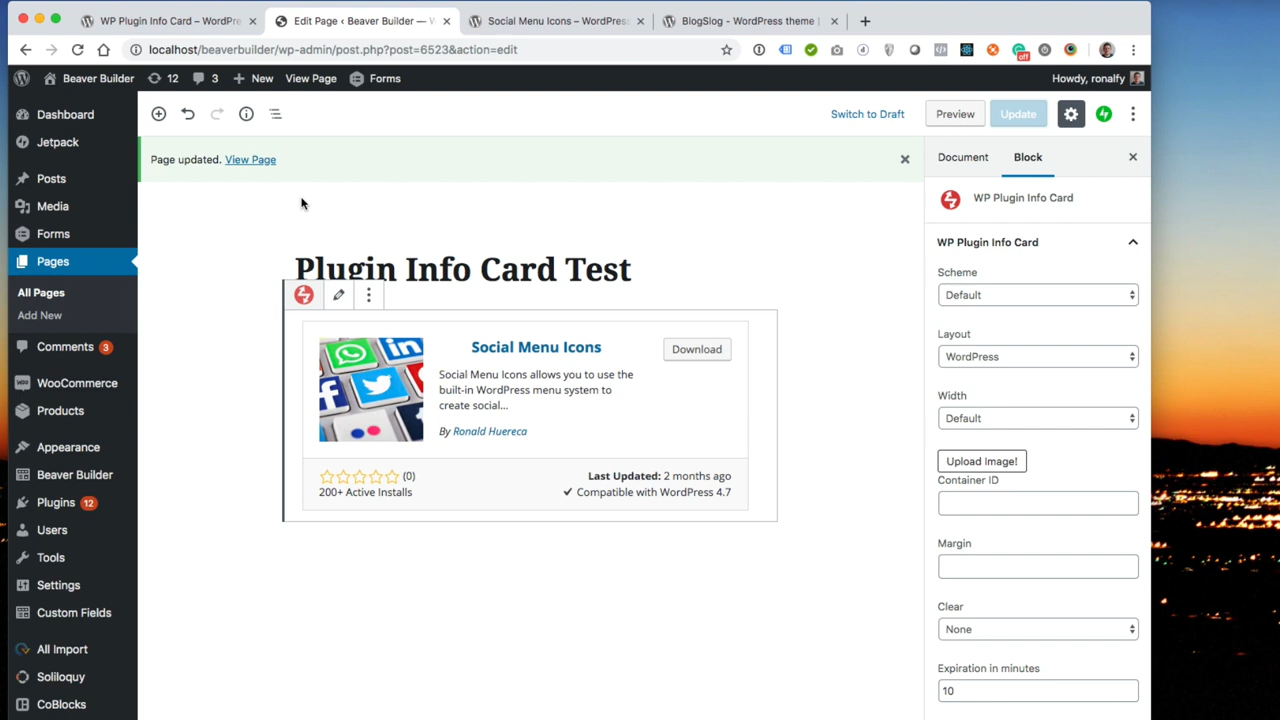 WP Plugin Info Card – WordPre
Edit Page ‹ Beaver Builder — W
Social Menu Icons – WordPress
BlogSlog - WordPress theme |
localhost/beaverbuilder/wp-admin/post.php?post=6523&action=edit
off
Beaver Builder
12
3
New
View Page
Forms
Howdy, ronalfy
Dashboard
Jetpack
Posts
Media
Forms
Pages
All Pages
Add New
Comments 3
WooCommerce
Products
Appearance
Beaver Builder
Plugins 12
Users
Tools
Settings
Custom Fields
All Import
Soliloquy
CoBlocks
Switch to Draft
Preview
Update
Page updated. View Page
Plugin Info Card Test
Social Menu Icons
Download
Social Menu Icons allows you to use the
built-in WordPress menu system to
create social...
By Ronald Huereca
(0)
200+ Active Installs
Last Updated: 2 months ago
Compatible with WordPress 4.7
Document
Block
WP Plugin Info Card
WP Plugin Info Card
Scheme
Default
Layout
WordPress
Width
Default
Upload Image!
Container ID
Margin
Clear
None
Expiration in minutes
10